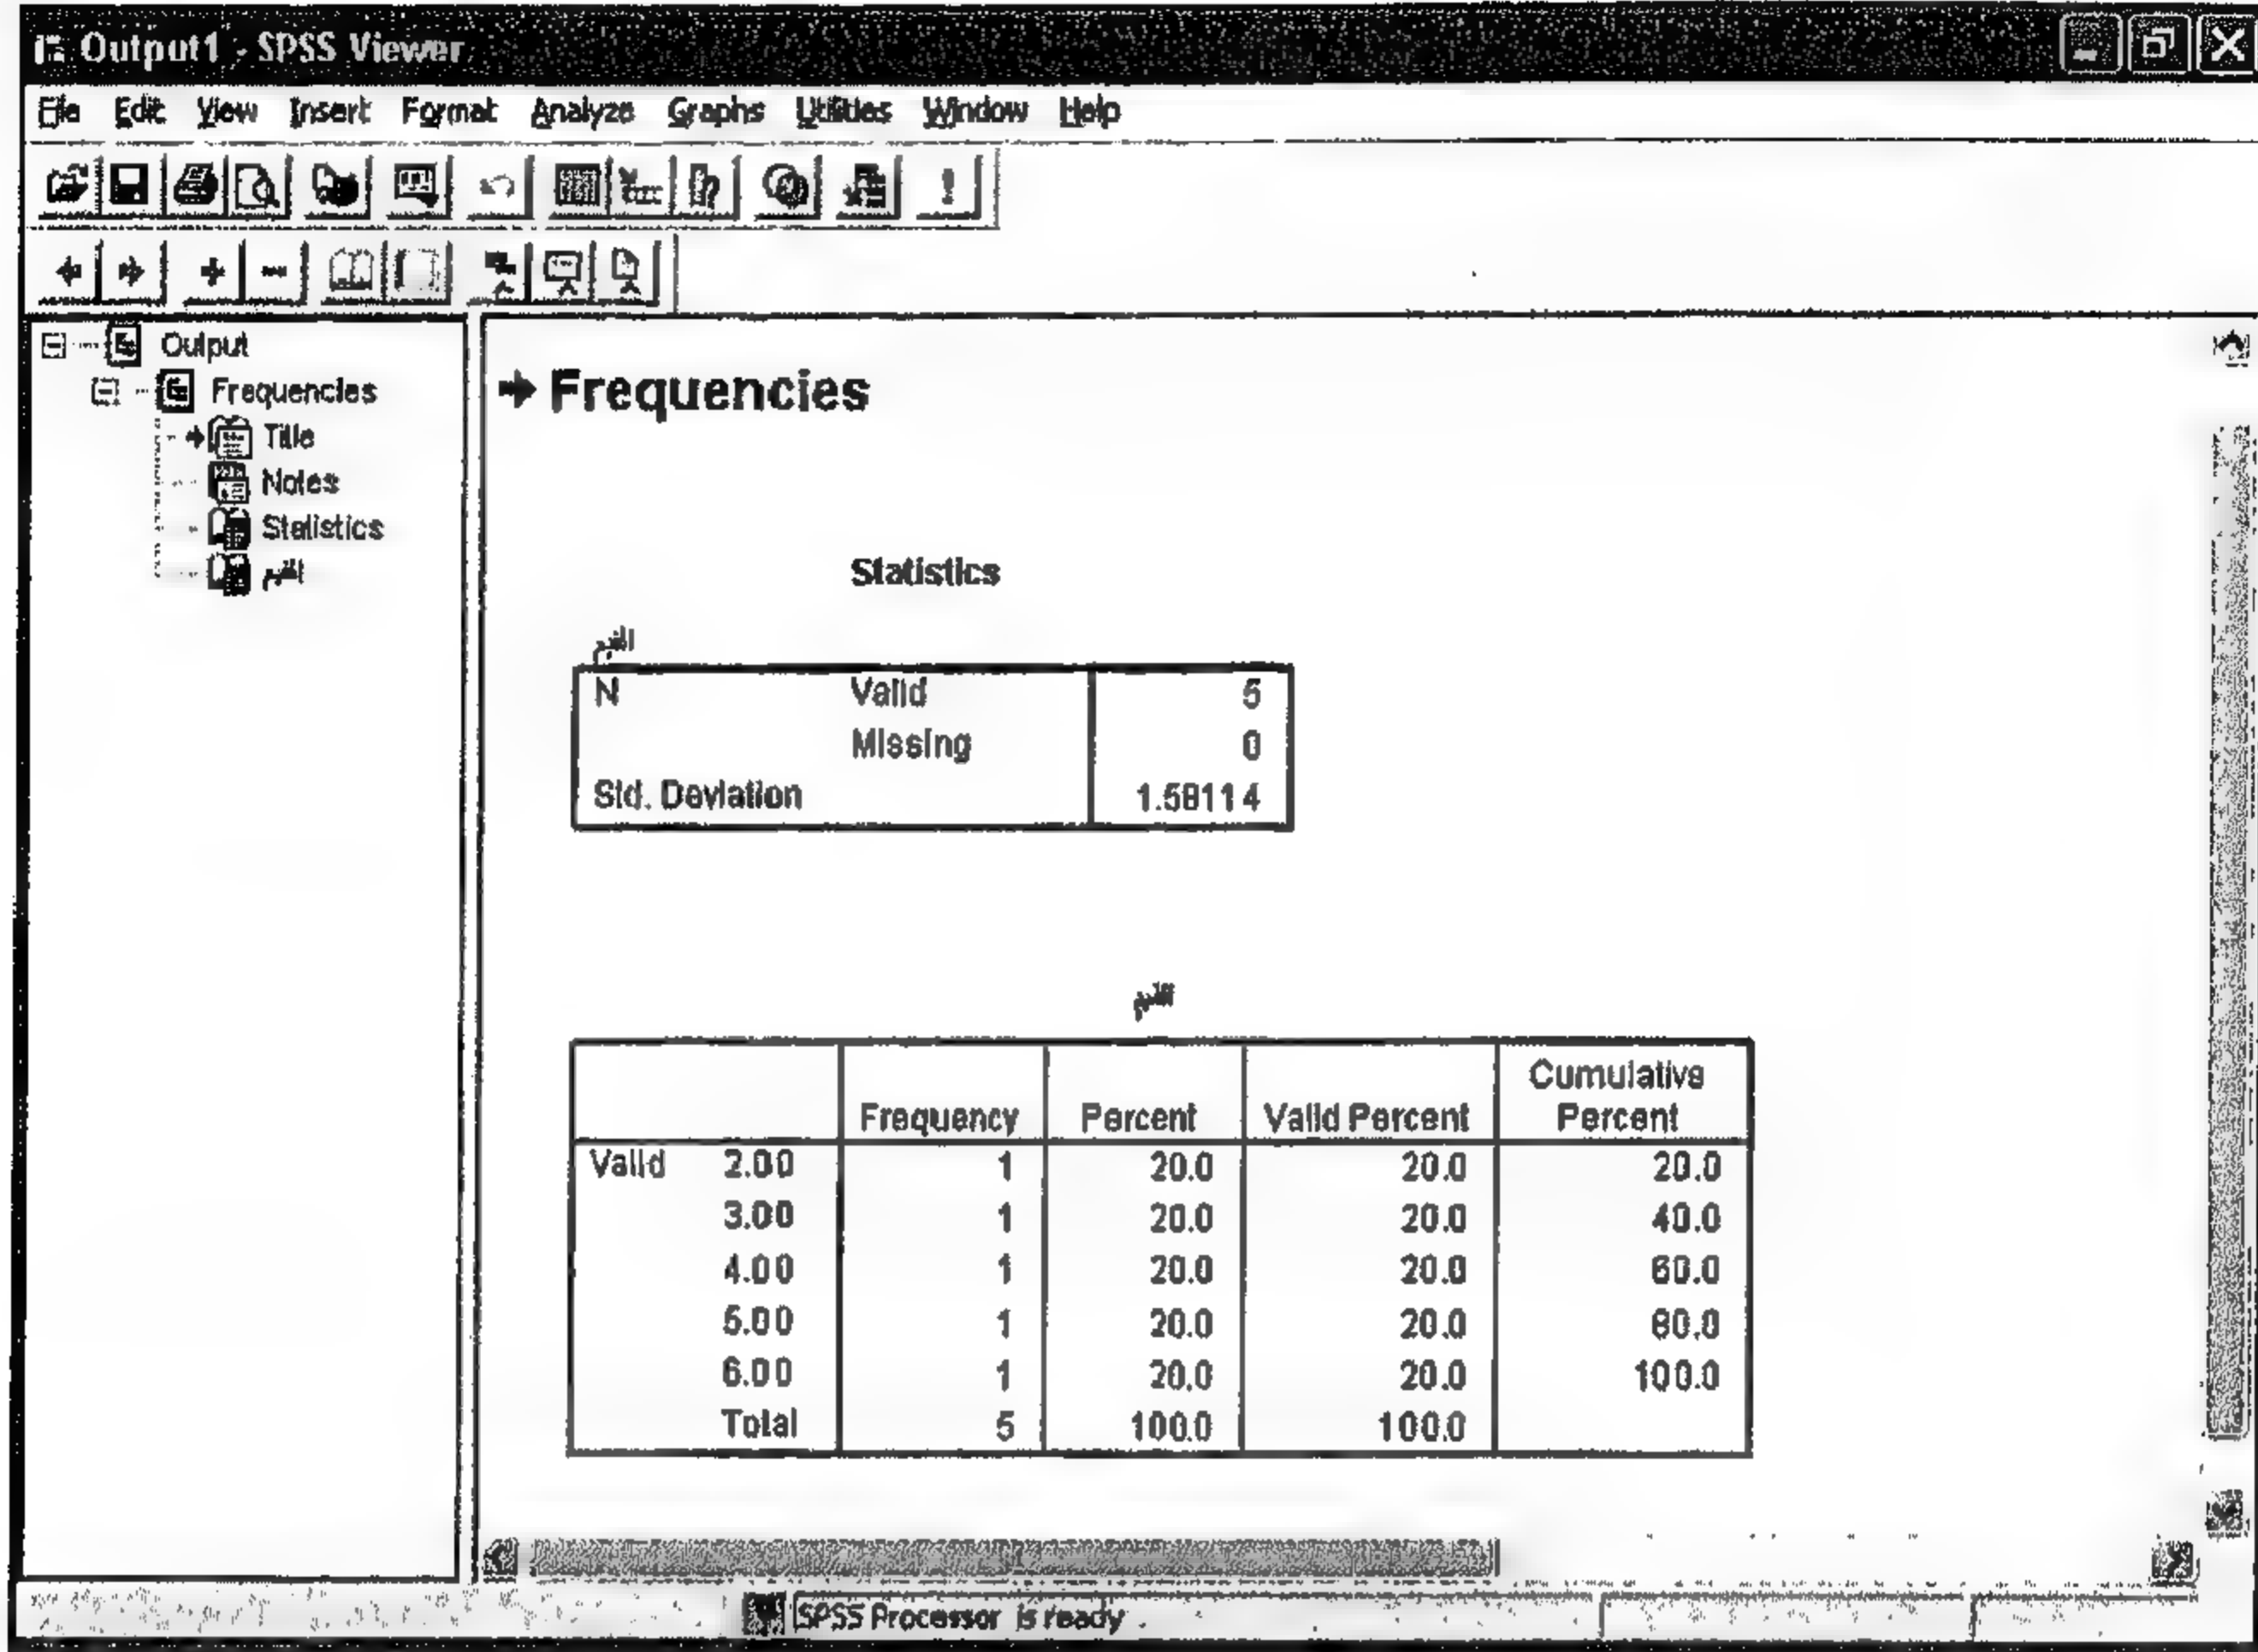 Output1 - SPSS Viewer
File Edit View Insert Format Analyze Graphs Utilities Window Help
Output
Frequencies
Title
Notes
Statistics
القيم
Frequencies
Statistics
القيم
N Valid 5
Missing 0
Std. Deviation 1.58114
القيم
Frequency Percent Valid Percent Cumulative Percent
Valid 2.00 1 20.0 20.0 20.0
3.00 1 20.0 20.0 40.0
4.00 1 20.0 20.0 60.0
5.00 1 20.0 20.0 80.0
6.00 1 20.0 20.0 100.0
Total 5 100.0 100.0
SPSS Processor is ready